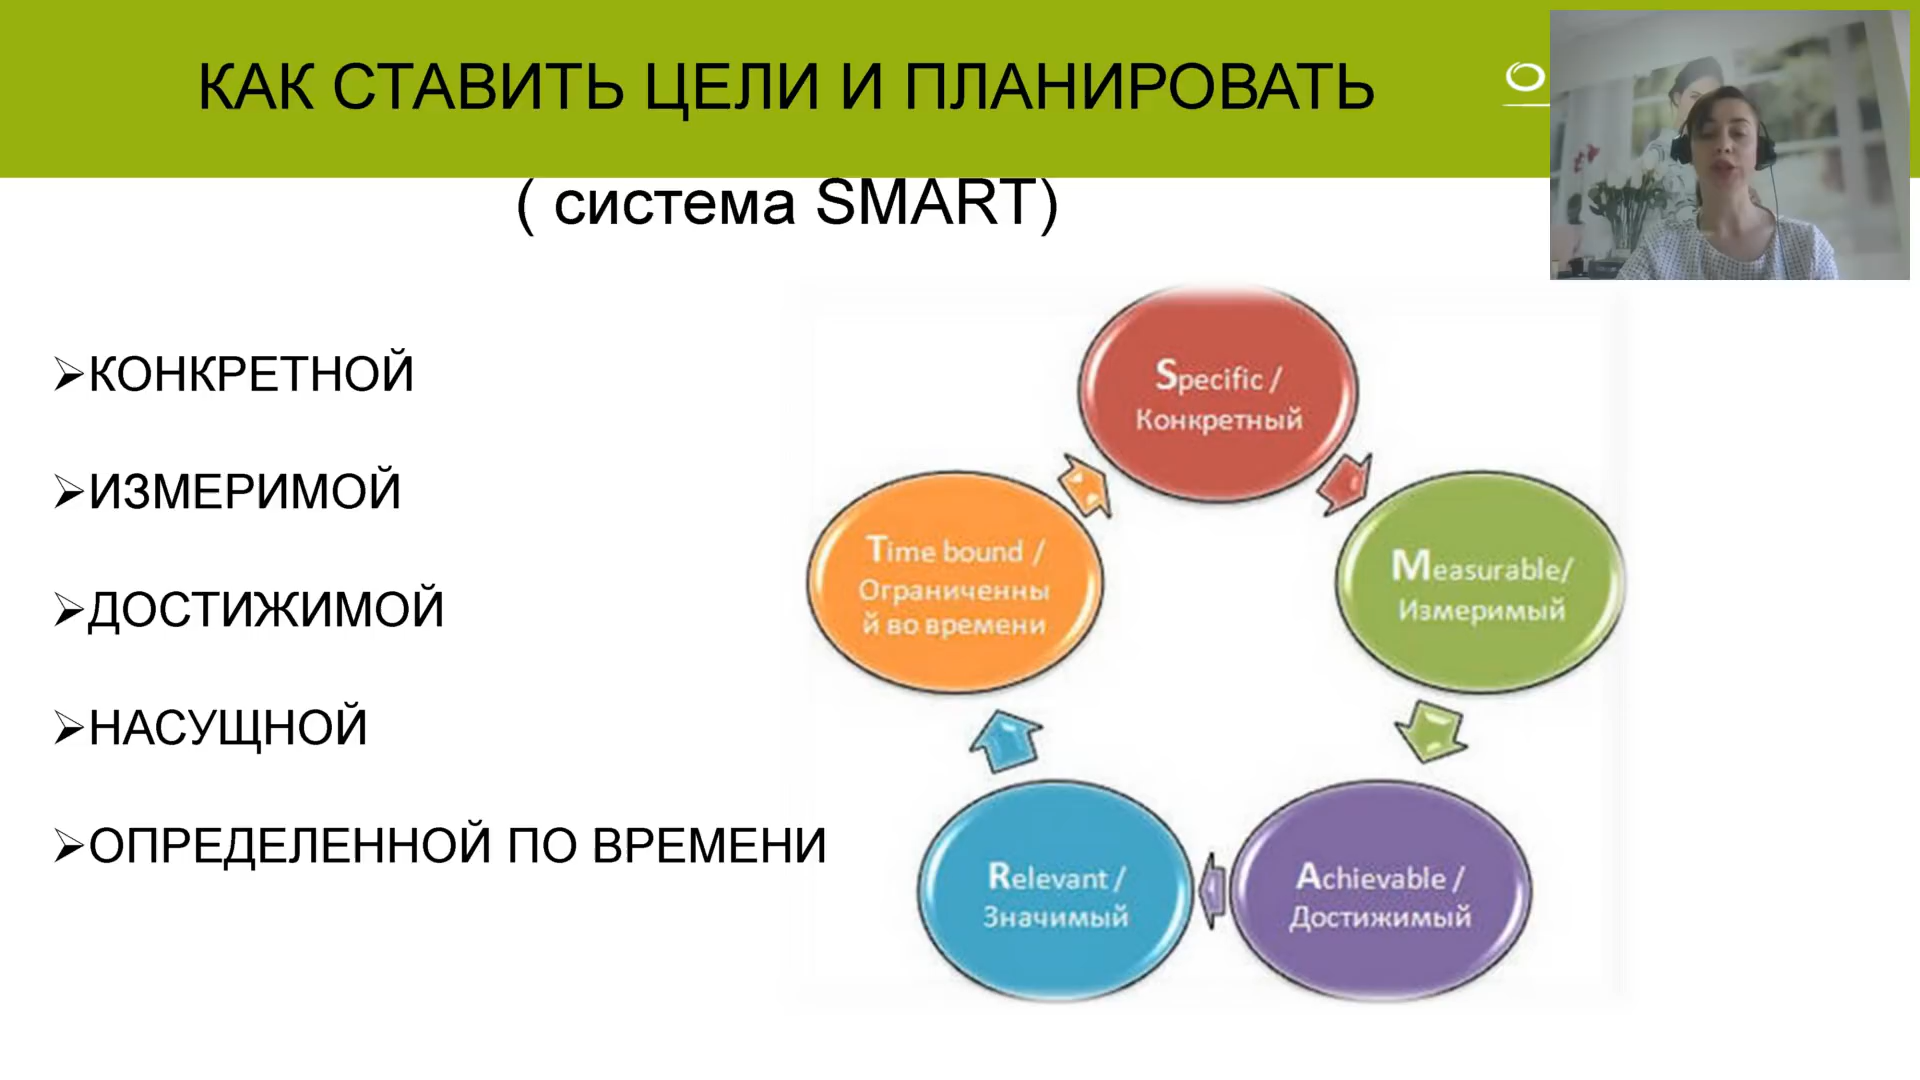 КАК СТАВИТЬ ЦЕЛИ И ПЛАНИРОВАТЬ
( система SMART)
➢КОНКРЕТНОЙ
➢ИЗМЕРИМОЙ
➢ДОСТИЖИМОЙ
➢НАСУЩНОЙ
➢ОПРЕДЕЛЕННОЙ ПО ВРЕМЕНИ
Specific /
Конкретный
Measurable/
Измеримый
Achievable /
Достижимый
Relevant /
Значимый
Time bound /
Ограниченны
й во времени